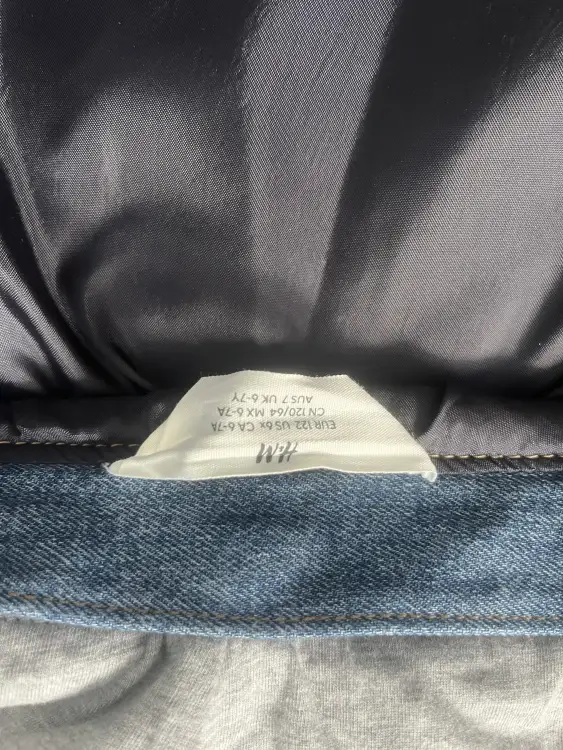 H&M
EUR 122 US 6x CA 6-7A
CN 120/64 MX 6-7A
AUS 7 UK 6-7Y